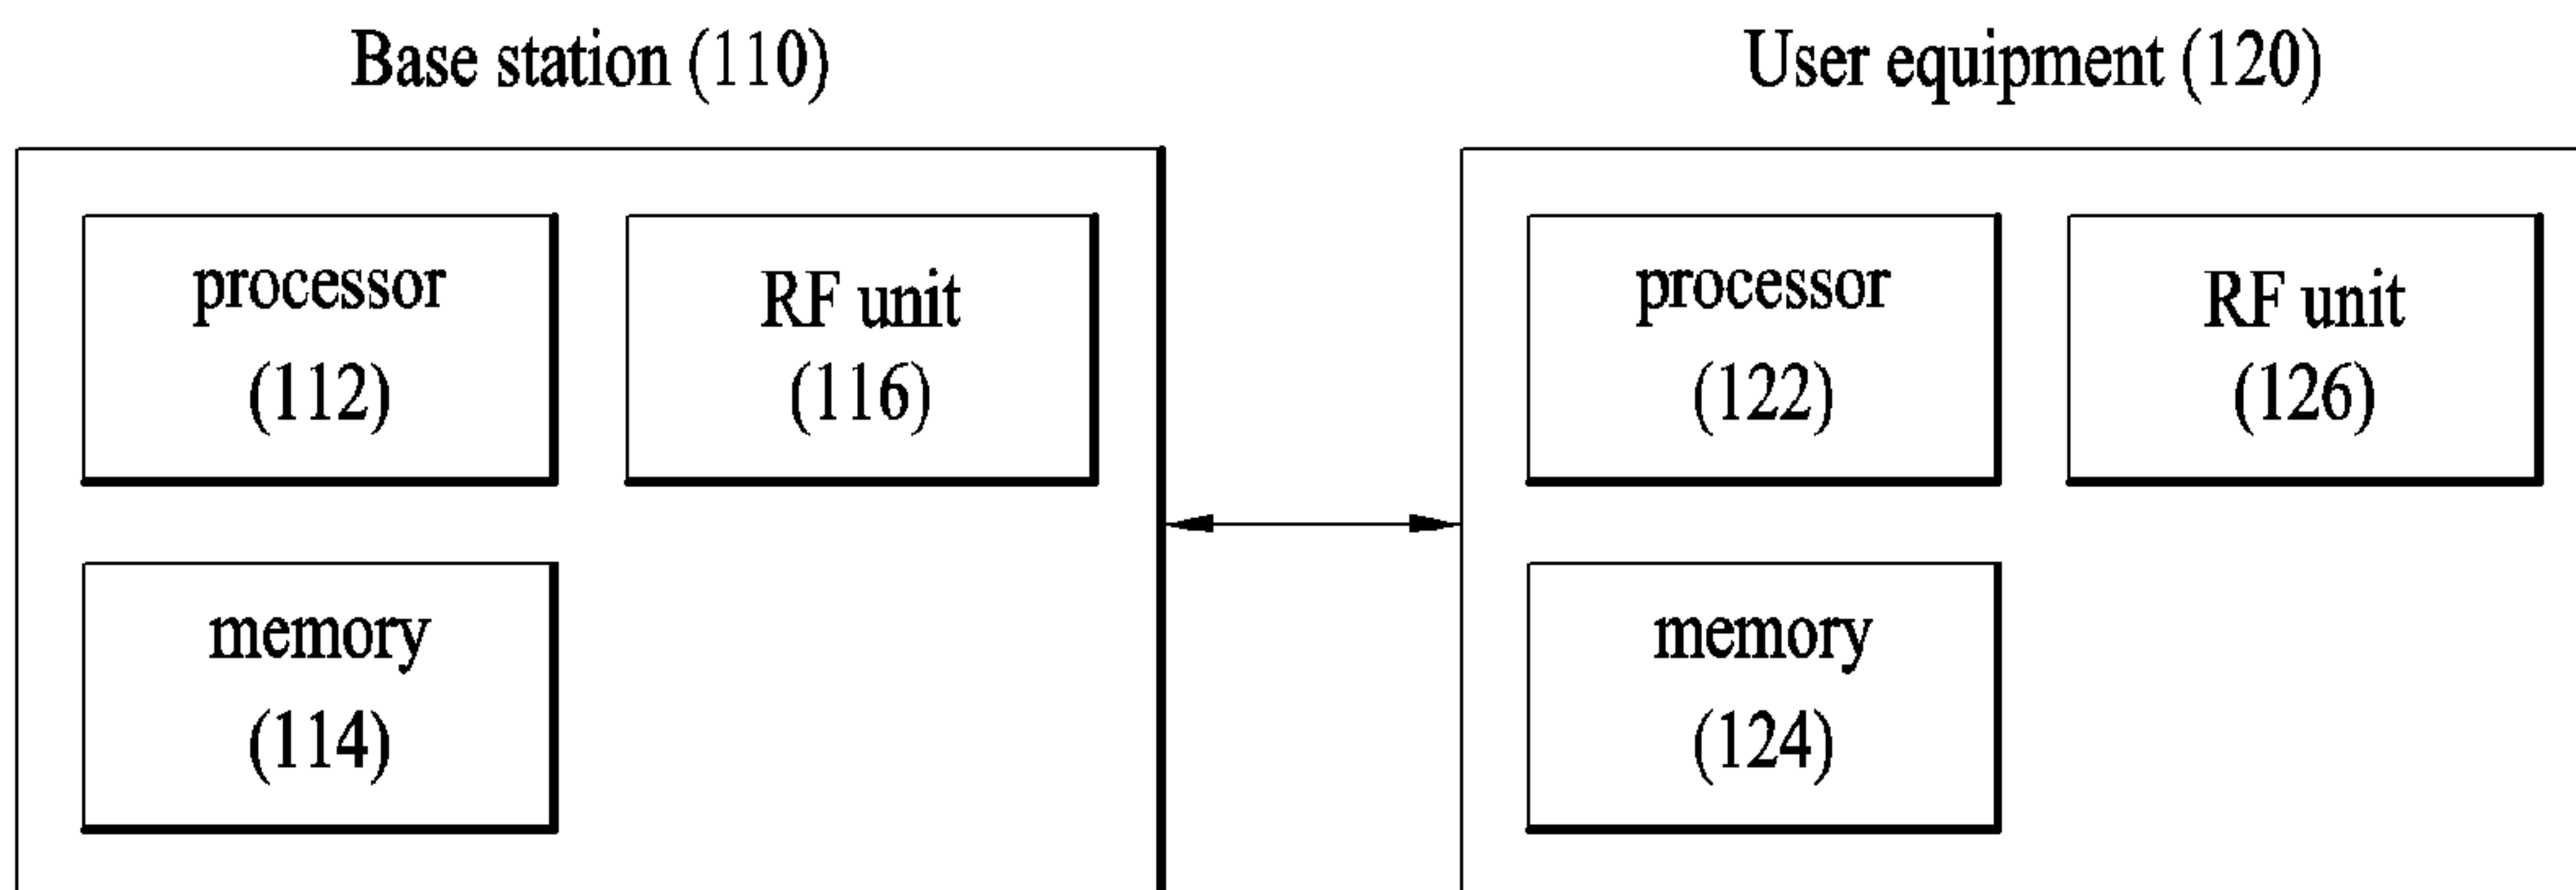 Base station (110)
processor
(112)
RF unit
(116)
memory
(114)
User equipment (120)
processor
(122)
RF unit
(126)
memory
(124)